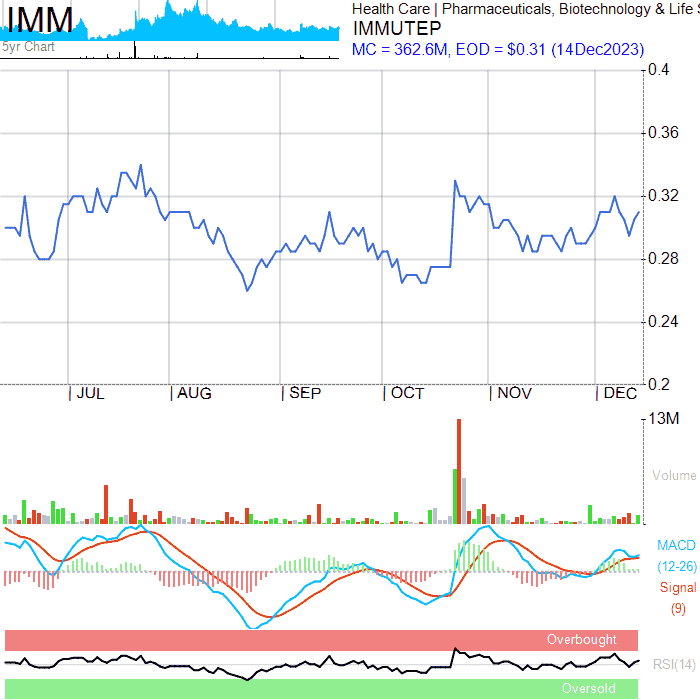 IMM
5yr Chart
Health Care | Pharmaceuticals, Biotechnology & Life S
IMMUTEP
MC = 362.6M, EOD = $0.31 (14Dec2023)
0.4
0.36
0.32
0.28
0.24
0.2
JUL
AUG
SEP
OCT
NOV
DEC
13M
Volume
MACD
(12-26)
Signal
(9)
Overbought
RSI(14)
Oversold